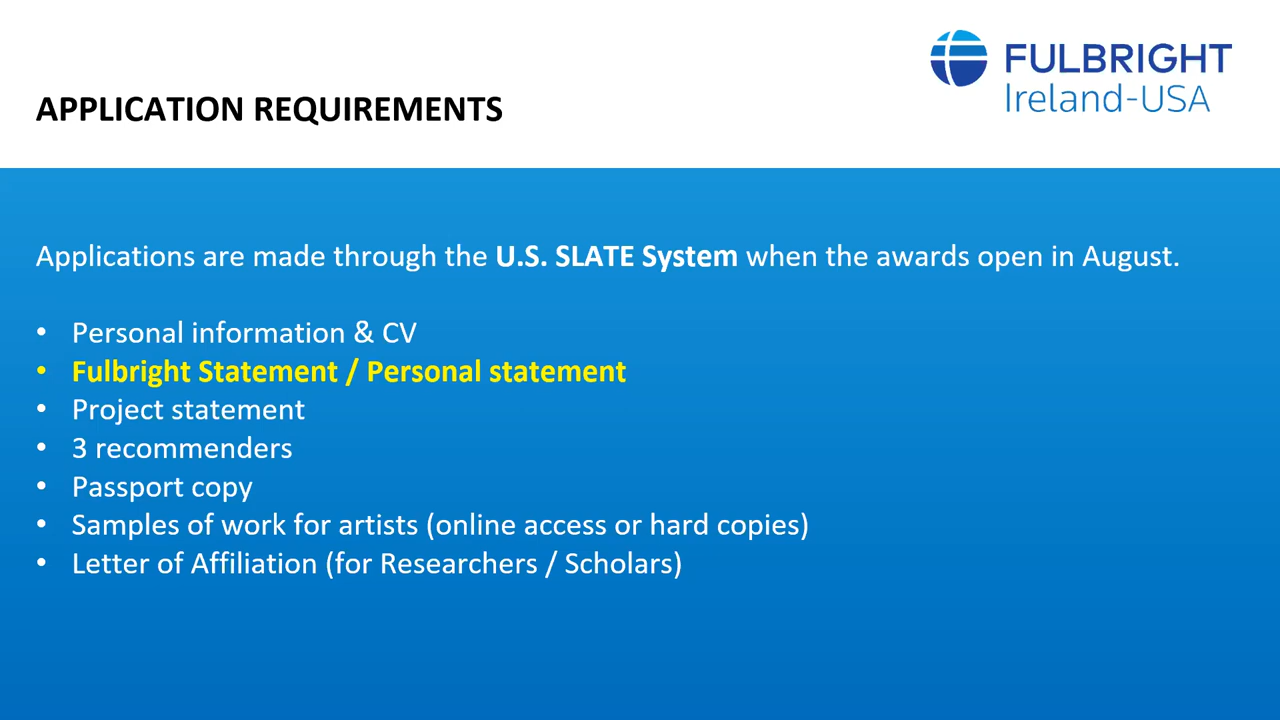 FULBRIGHT
Ireland-USA
APPLICATION REQUIREMENTS
Applications are made through the U.S. SLATE System when the awards open in August.
• Personal information & CV
• Fulbright Statement / Personal statement
• Project statement
• 3 recommenders
• Passport copy
• Samples of work for artists (online access or hard copies)
• Letter of Affiliation (for Researchers / Scholars)